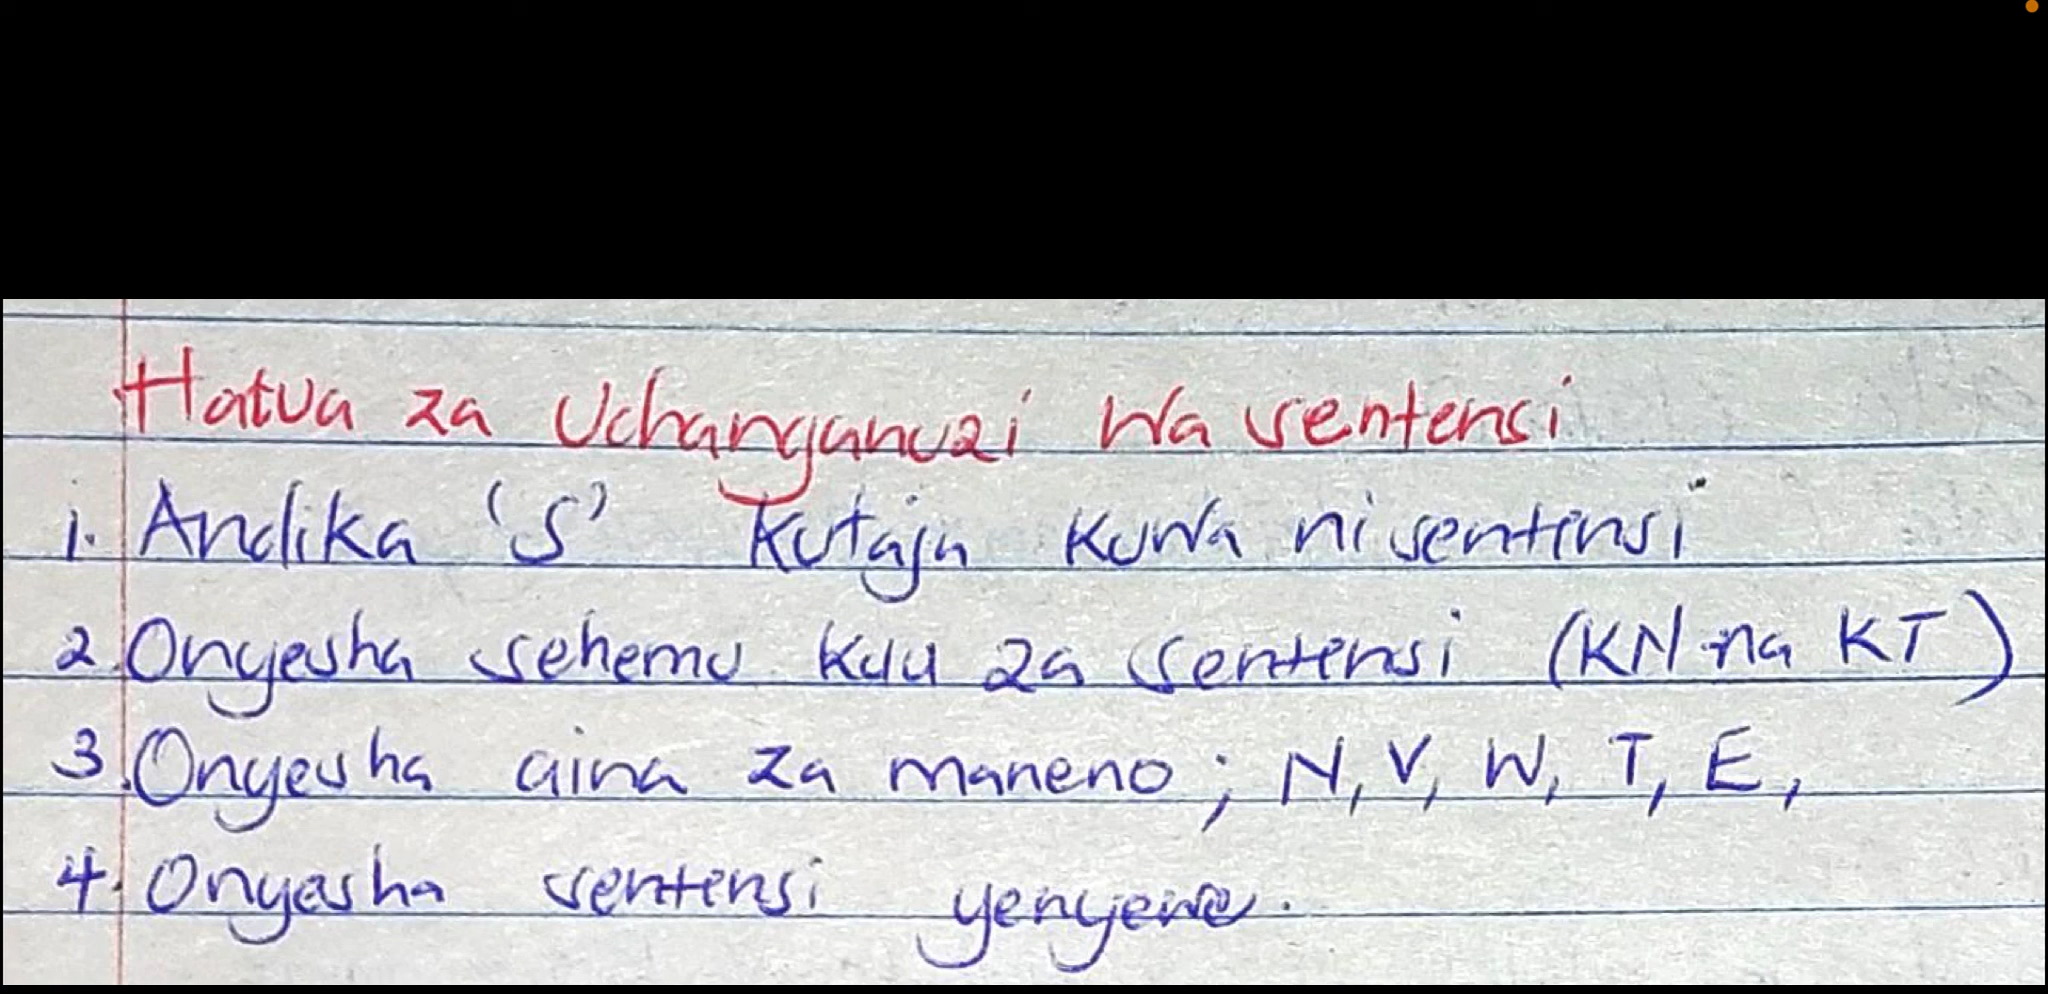 Hatua za Uchanganuzi wa sentensi
1. Andika 'S' kutaja kuwa ni sentensi
2. Onyesha sehemu kuu za sentensi (KN na KT)
3. Onyesha aina za maneno; N, V, W, T, E,
4. Onyesha sentensi yenyewe.